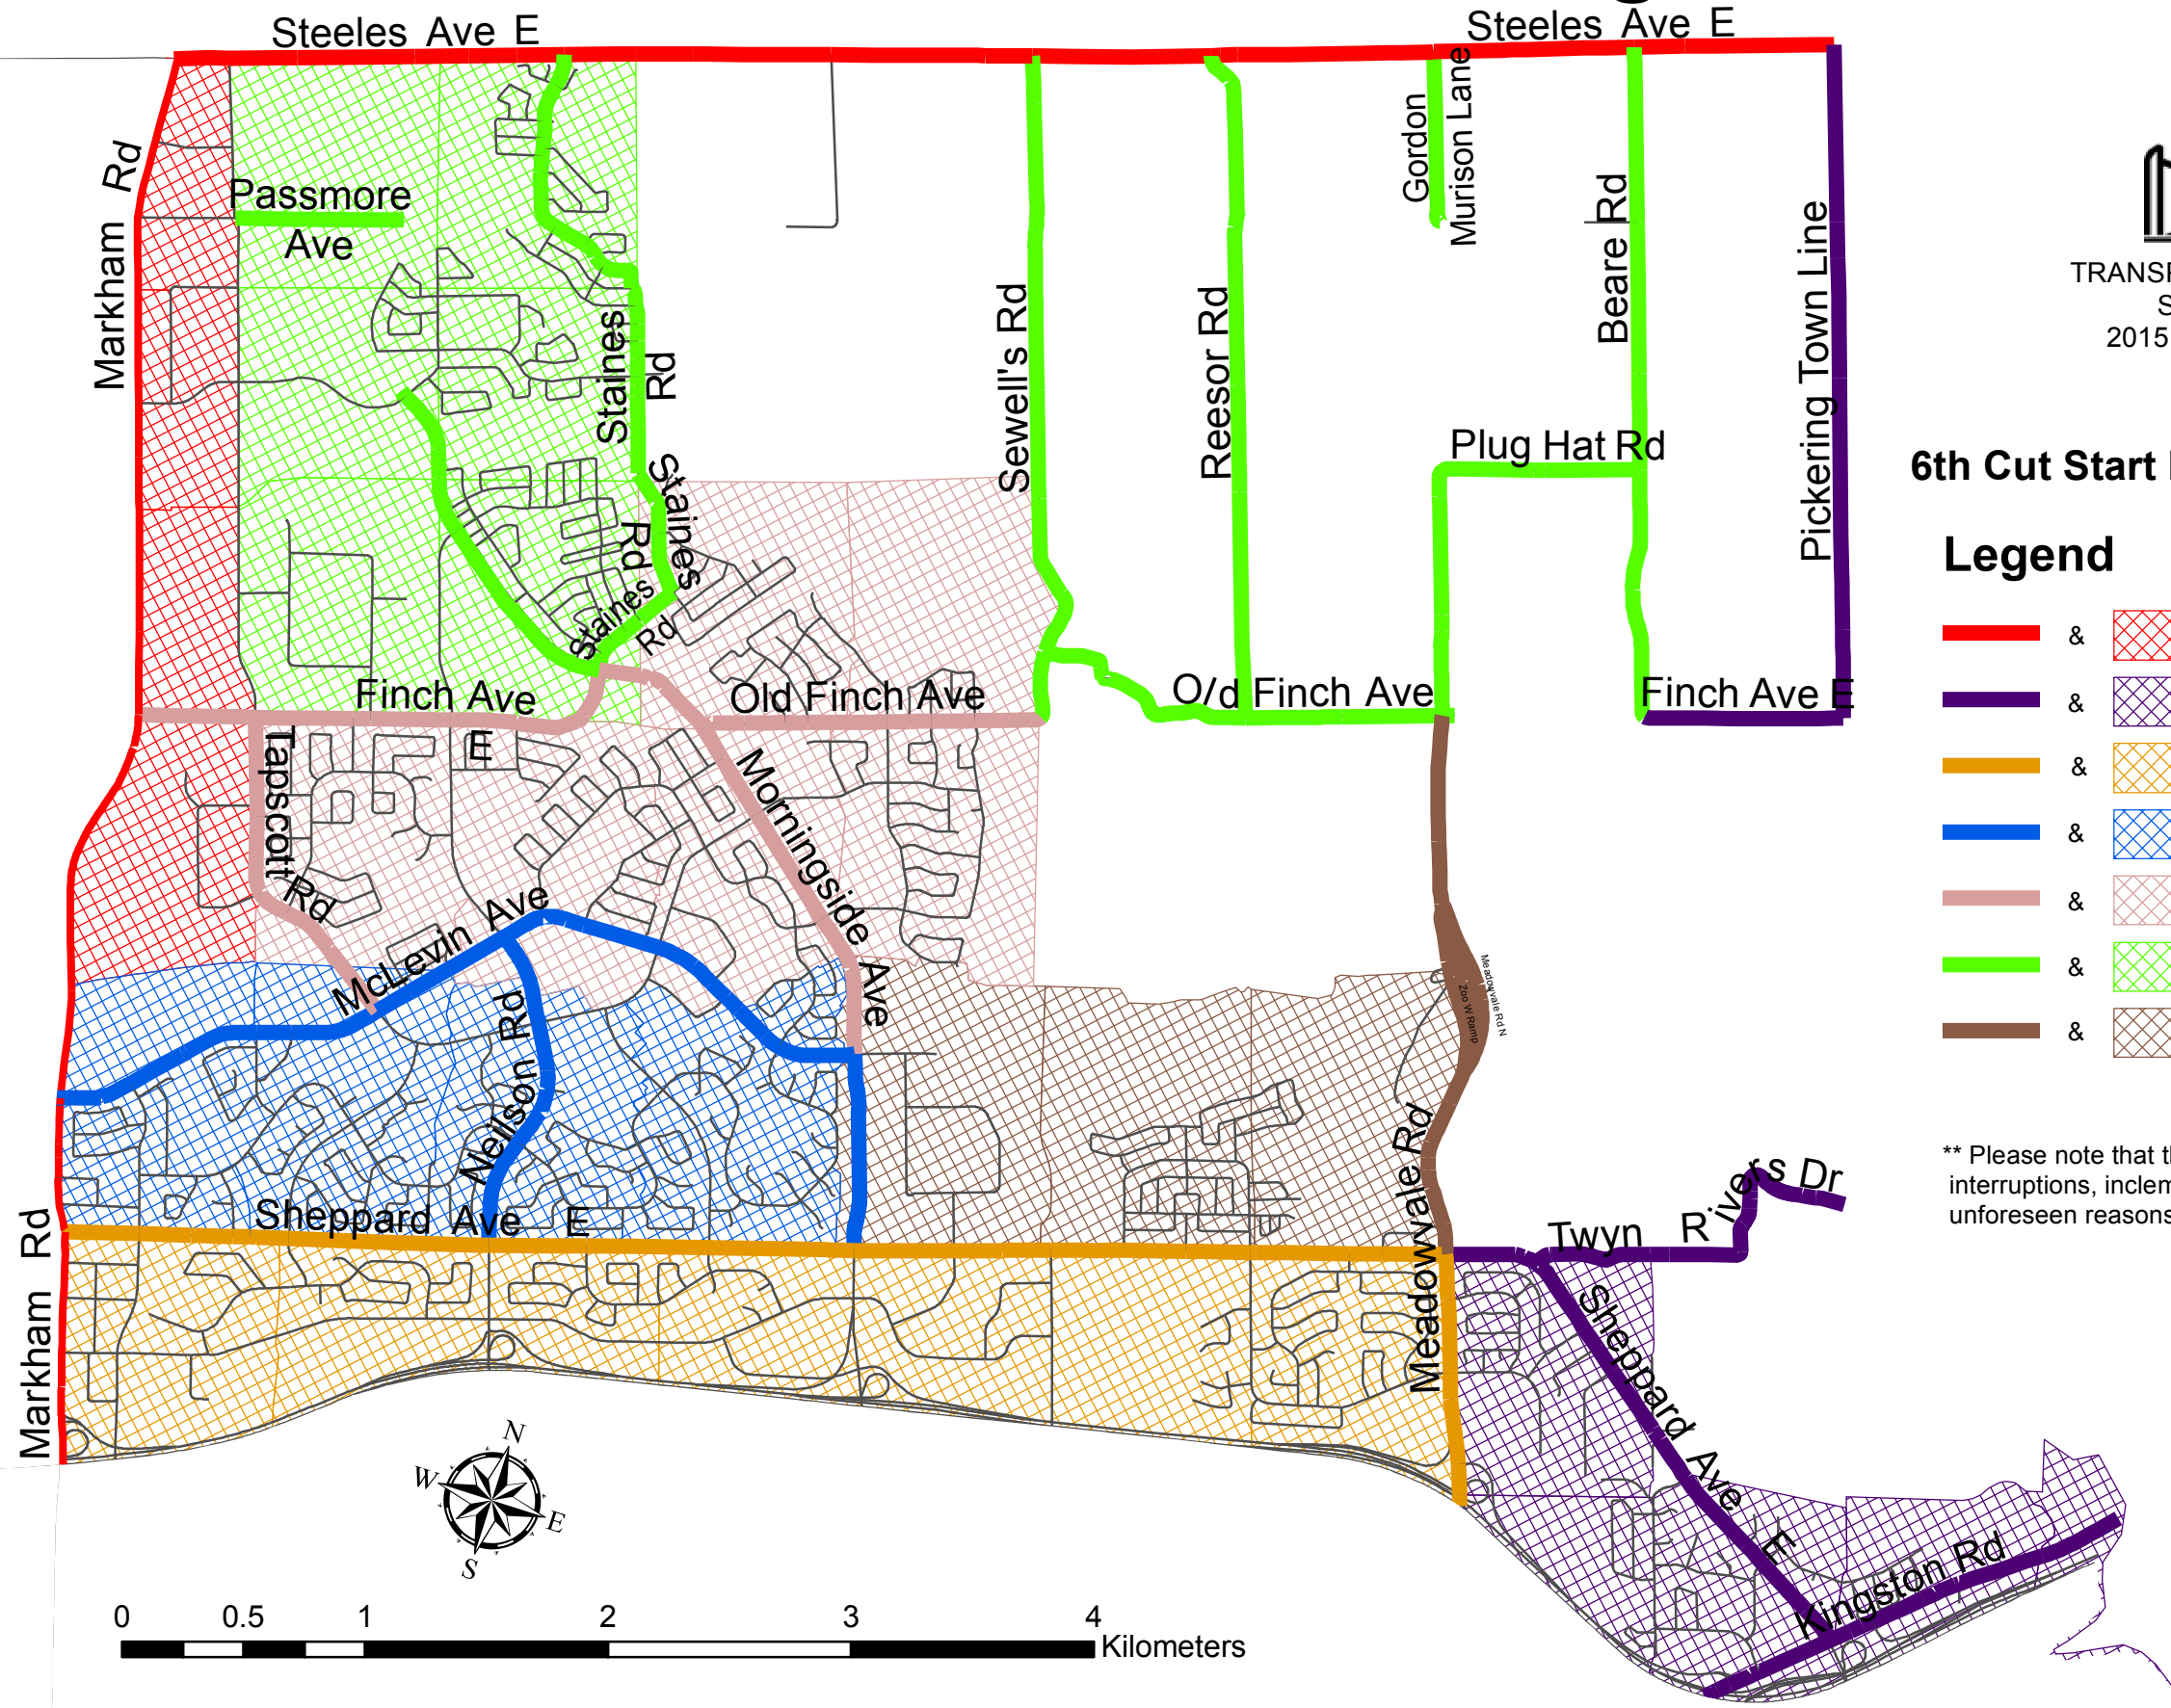 Steeles Ave E
Steeles Ave E
Markham Rd
Passmore
Ave
Staines Rd
Staines Rd
Staines Rd
Sewell's Rd
Reesor Rd
Gordon
Murison Lane
Beare Rd
Pickering Town Line
Plug Hat Rd
Finch Ave
E
Old Finch Ave
O/d Finch Ave
Finch Ave E
Tapscott Rd
Morningside Ave
McLevin Ave
Neilson Rd
Sheppard Ave E
Markham Rd
Meadowvale Rd
Meadowvale Rd N
Zoo W Ramp
Twyn Rivers Dr
Sheppard Ave E
Kingston Rd
N
W
E
S
0 0.5 1 2 3 4
Kilometers
2015
6th Cut Start
Legend
&
&
&
&
&
&
&
** Please note that
interruptions,
unforeseen reasons